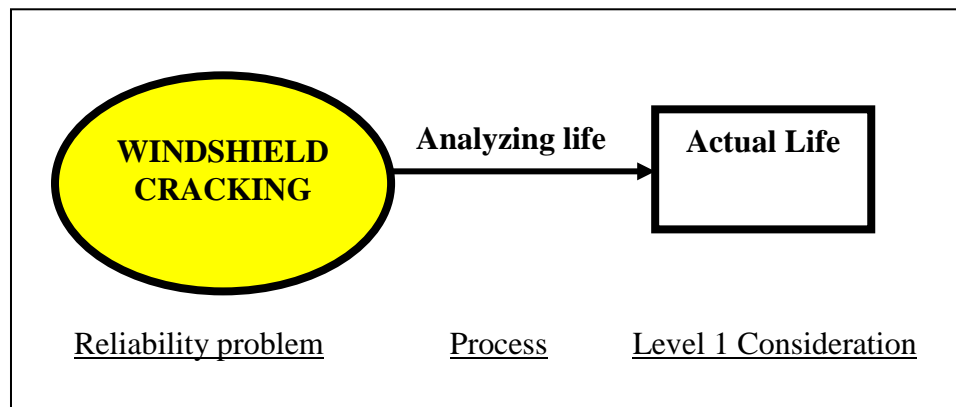 WINDSHIELD
CRACKING
Analyzing life
Actual Life
Reliability problem
Process
Level 1 Consideration